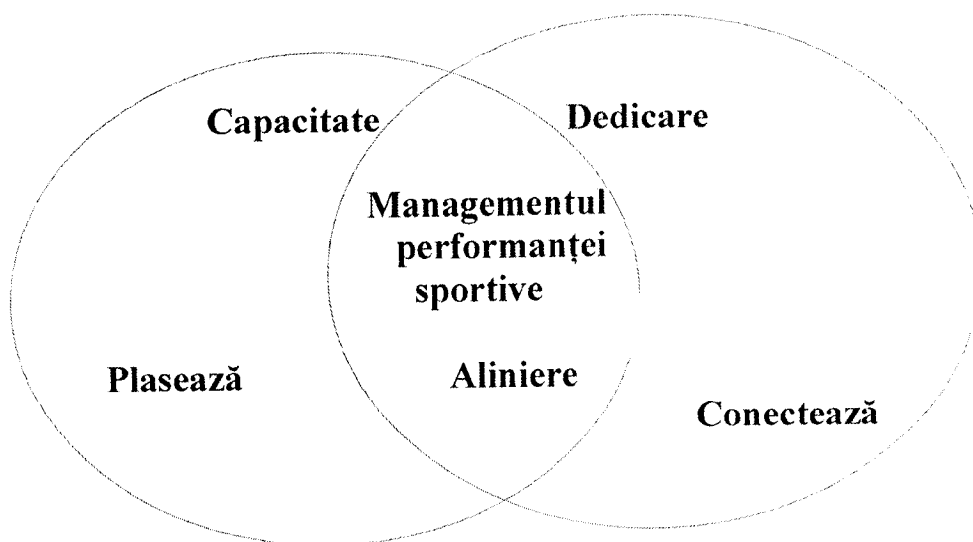 Capacitate
Dedicare
Managementul
performanței
sportive
Plasează
Aliniere
Conectează